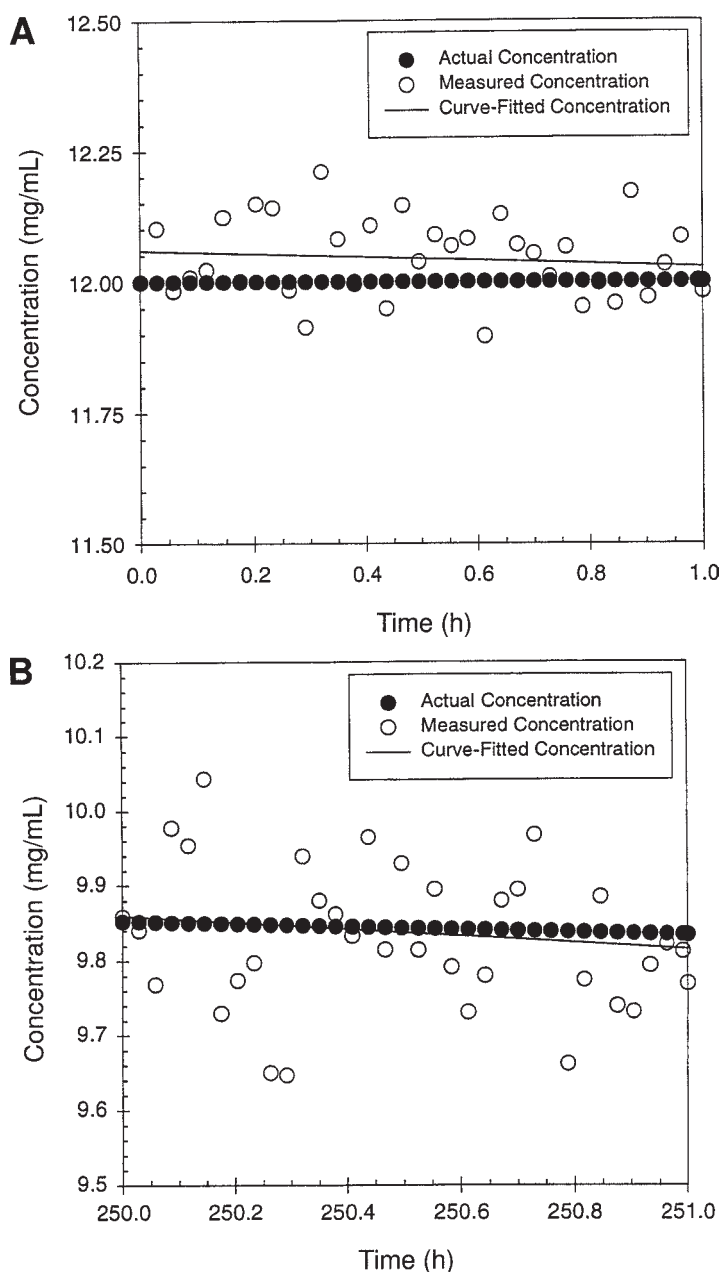 A
12.50
12.25
12.00
11.75
11.50
Concentration (mg/mL)
Actual Concentration
Measured Concentration
Curve-Fitted Concentration
0.0 0.2 0.4 0.6 0.8 1.0
Time (h)
B
10.2
10.1
10.0
9.9
9.8
9.7
9.6
9.5
Concentration (mg/mL)
Actual Concentration
Measured Concentration
Curve-Fitted Concentration
250.0 250.2 250.4 250.6 250.8 251.0
Time (h)